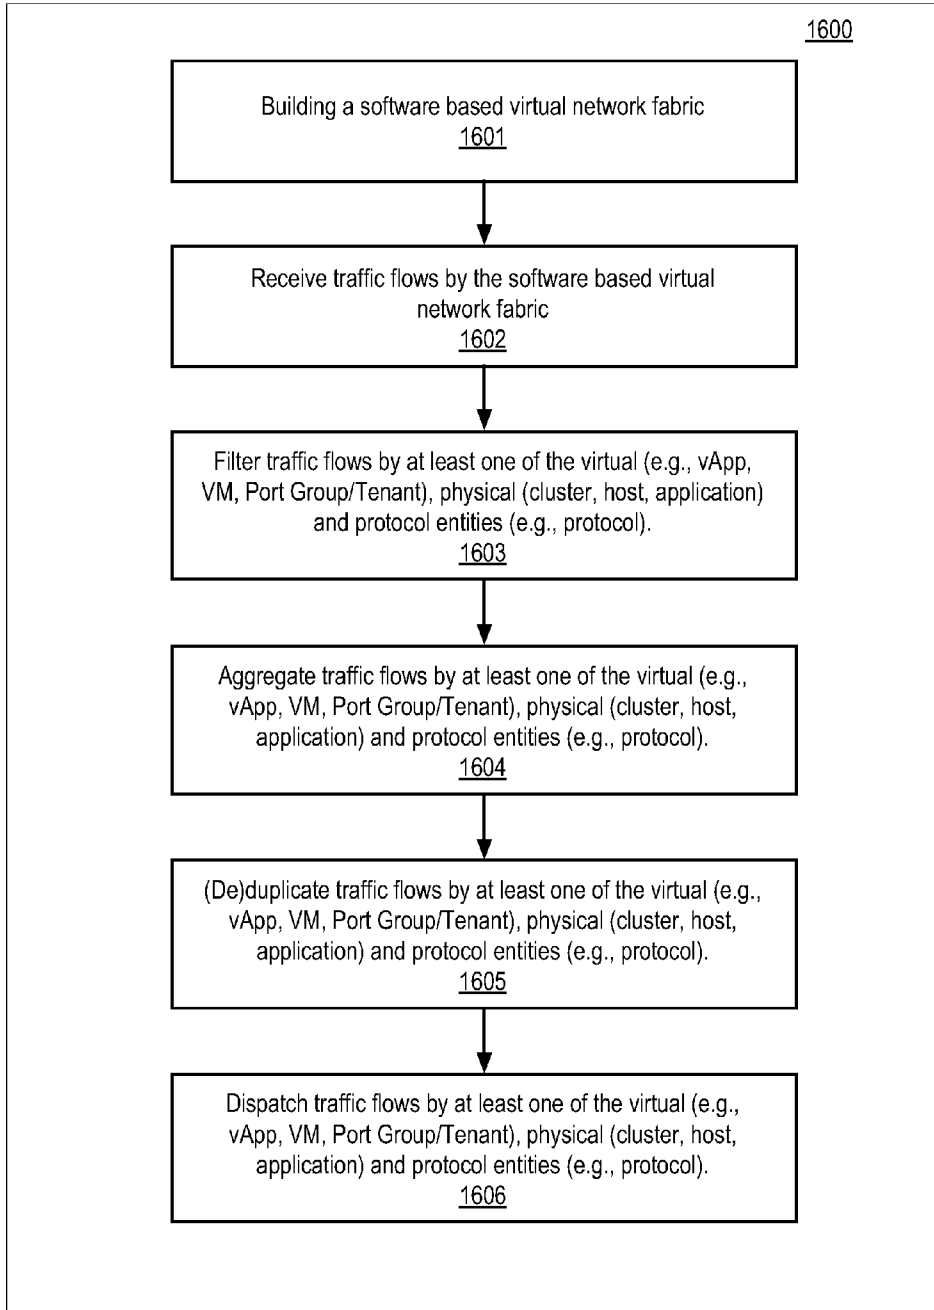 1600
Building a software based virtual network fabric
1601
Receive traffic flows by the software based virtual
network fabric
1602
Filter traffic flows by at least one of the virtual (e.g., vApp,
VM, Port Group/Tenant), physical (cluster, host, application)
and protocol entities (e.g., protocol).
1603
Aggregate traffic flows by at least one of the virtual (e.g.,
vApp, VM, Port Group/Tenant), physical (cluster, host,
application) and protocol entities (e.g., protocol).
1604
(De)duplicate traffic flows by at least one of the virtual (e.g.,
vApp, VM, Port Group/Tenant), physical (cluster, host,
application) and protocol entities (e.g., protocol).
1605
Dispatch traffic flows by at least one of the virtual (e.g.,
vApp, VM, Port Group/Tenant), physical (cluster, host,
application) and protocol entities (e.g., protocol).
1606